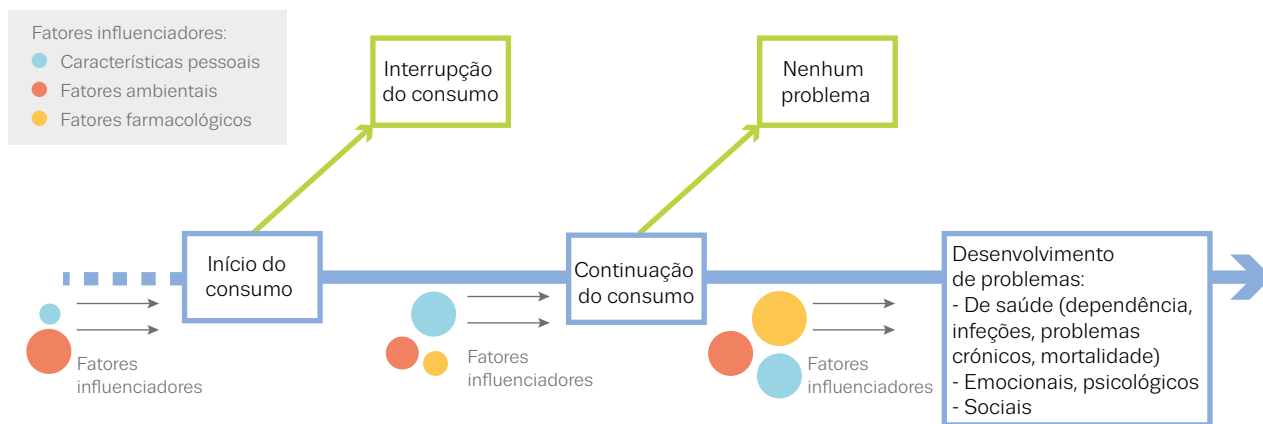 Fatores influenciadores:
Características pessoais
Fatores ambientais
Fatores farmacológicos
Interrupção
do consumo
Nenhum
problema
Início do
consumo
Continuação
do consumo
Desenvolvimento
de problemas:
- De saúde (dependência,
infeções, problemas
crónicos, mortalidade)
- Emocionais, psicológicos
- Sociais
Fatores
influenciadores
Fatores
influenciadores
Fatores
influenciadores